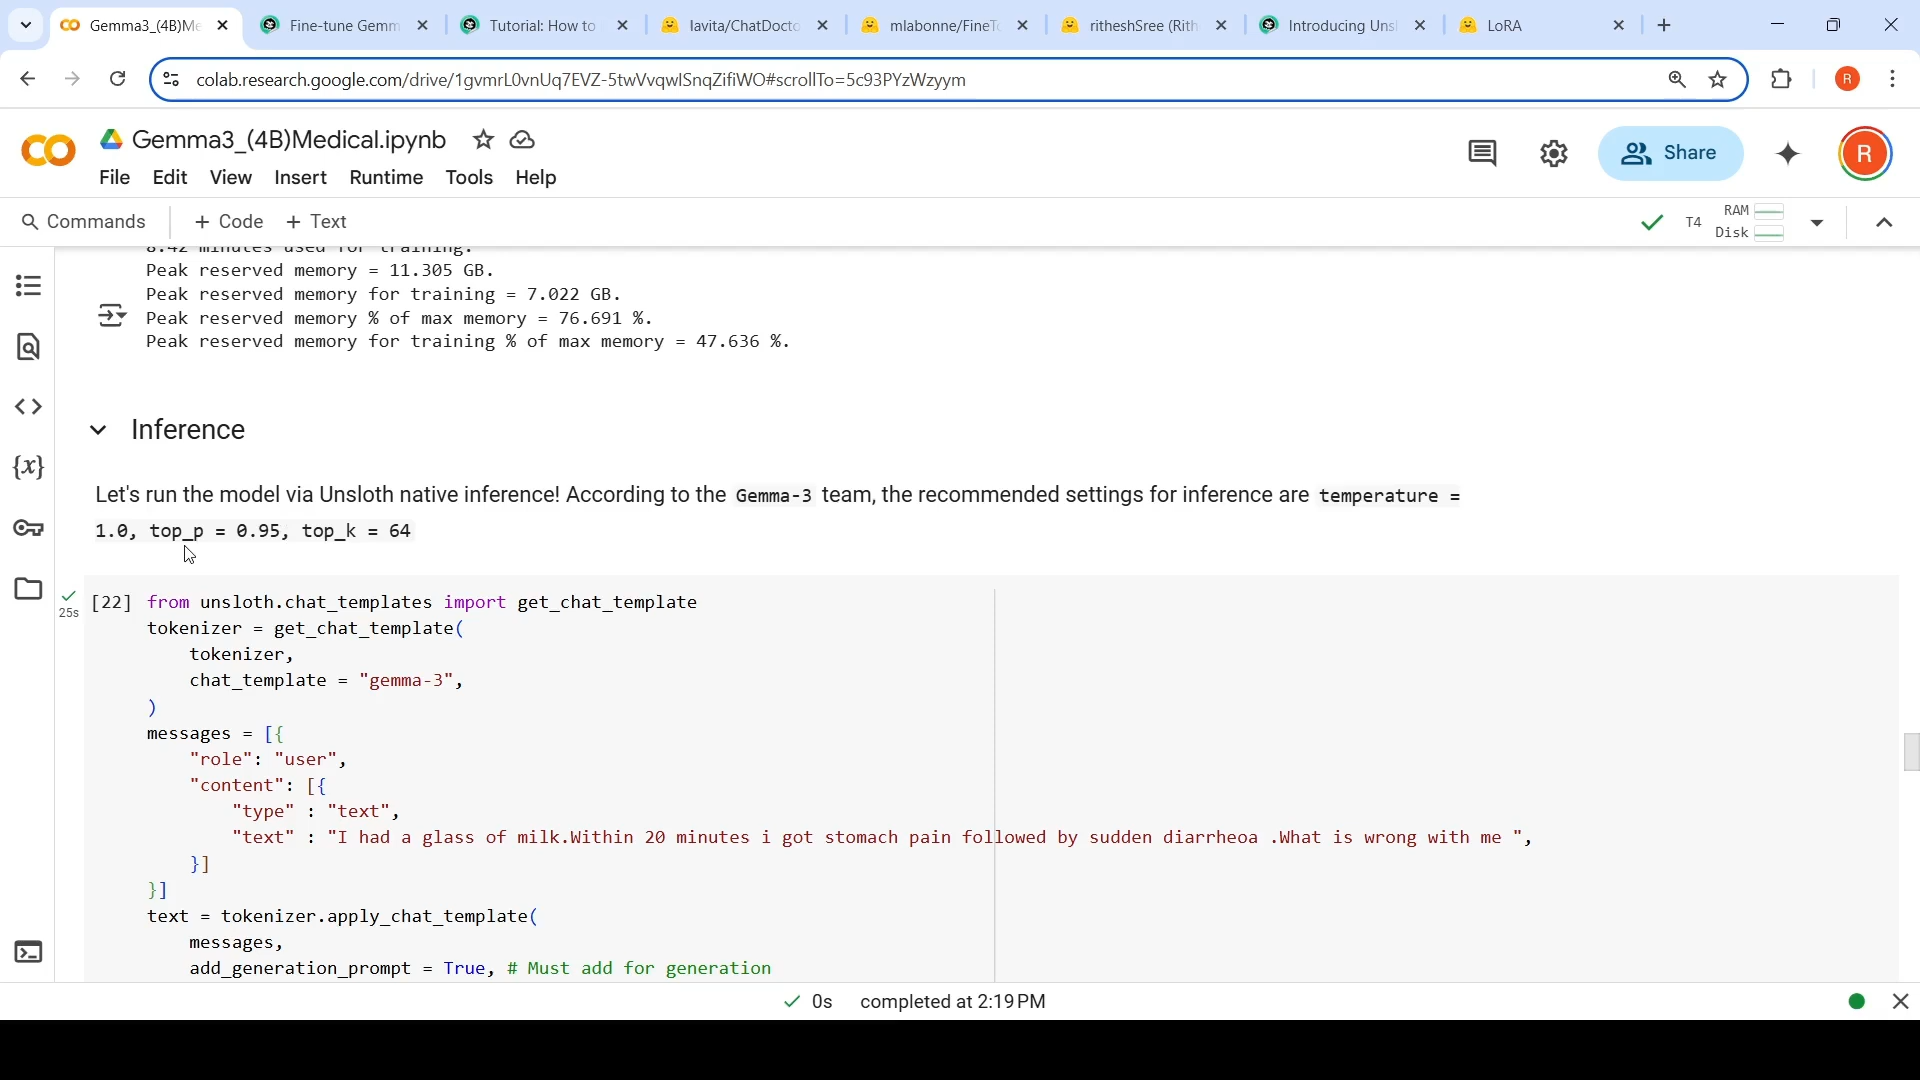 Gemma3_(4B)Me
Fine-tune Gemm
Tutorial: How to
lavita/ChatDocto
mlabonne/FineTo
ritheshSree (Rith
Introducing Uns
LoRA
colab.research.google.com/drive/1gvmrL0vnUq7EVZ-5twVvqwlSnqZifiWO#scrollTo=5c93PYzWzyym
R
Gemma3_(4B)Medical.ipynb
Share
R
File Edit View Insert Runtime Tools Help
Commands + Code + Text
T4
RAM
Disk
8.42 minutes used for training.
Peak reserved memory = 11.305 GB.
Peak reserved memory for training = 7.022 GB.
Peak reserved memory % of max memory = 76.691 %.
Peak reserved memory for training % of max memory = 47.636 %.
Inference
Let's run the model via Unsloth native inference! According to the Gemma-3 team, the recommended settings for inference are temperature =
1.0, top_p = 0.95, top_k = 64
25s
[22] from unsloth.chat_templates import get_chat_template
tokenizer = get_chat_template(
tokenizer,
chat_template = "gemma-3",
)
messages = [{
"role": "user",
"content": [{
"type" : "text",
"text" : "I had a glass of milk.Within 20 minutes i got stomach pain followed by sudden diarrheoa .What is wrong with me ",
}]
}]
text = tokenizer.apply_chat_template(
messages,
add_generation_prompt = True, # Must add for generation
0s completed at 2:19 PM